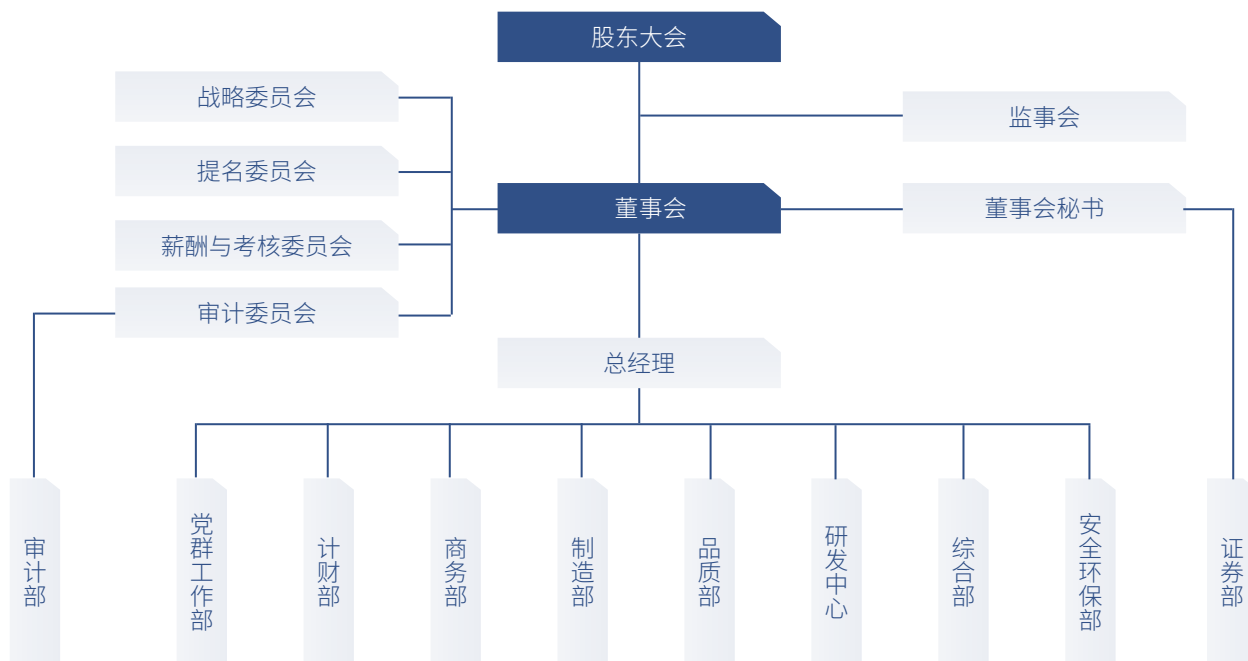 股东大会
战略委员会
监事会
提名委员会
董事会
董事会秘书
薪酬与考核委员会
审计委员会
总经理
审计部
党群工作部
计财部
商务部
制造部
品质部
研发中心
综合部
安全环保部
证券部